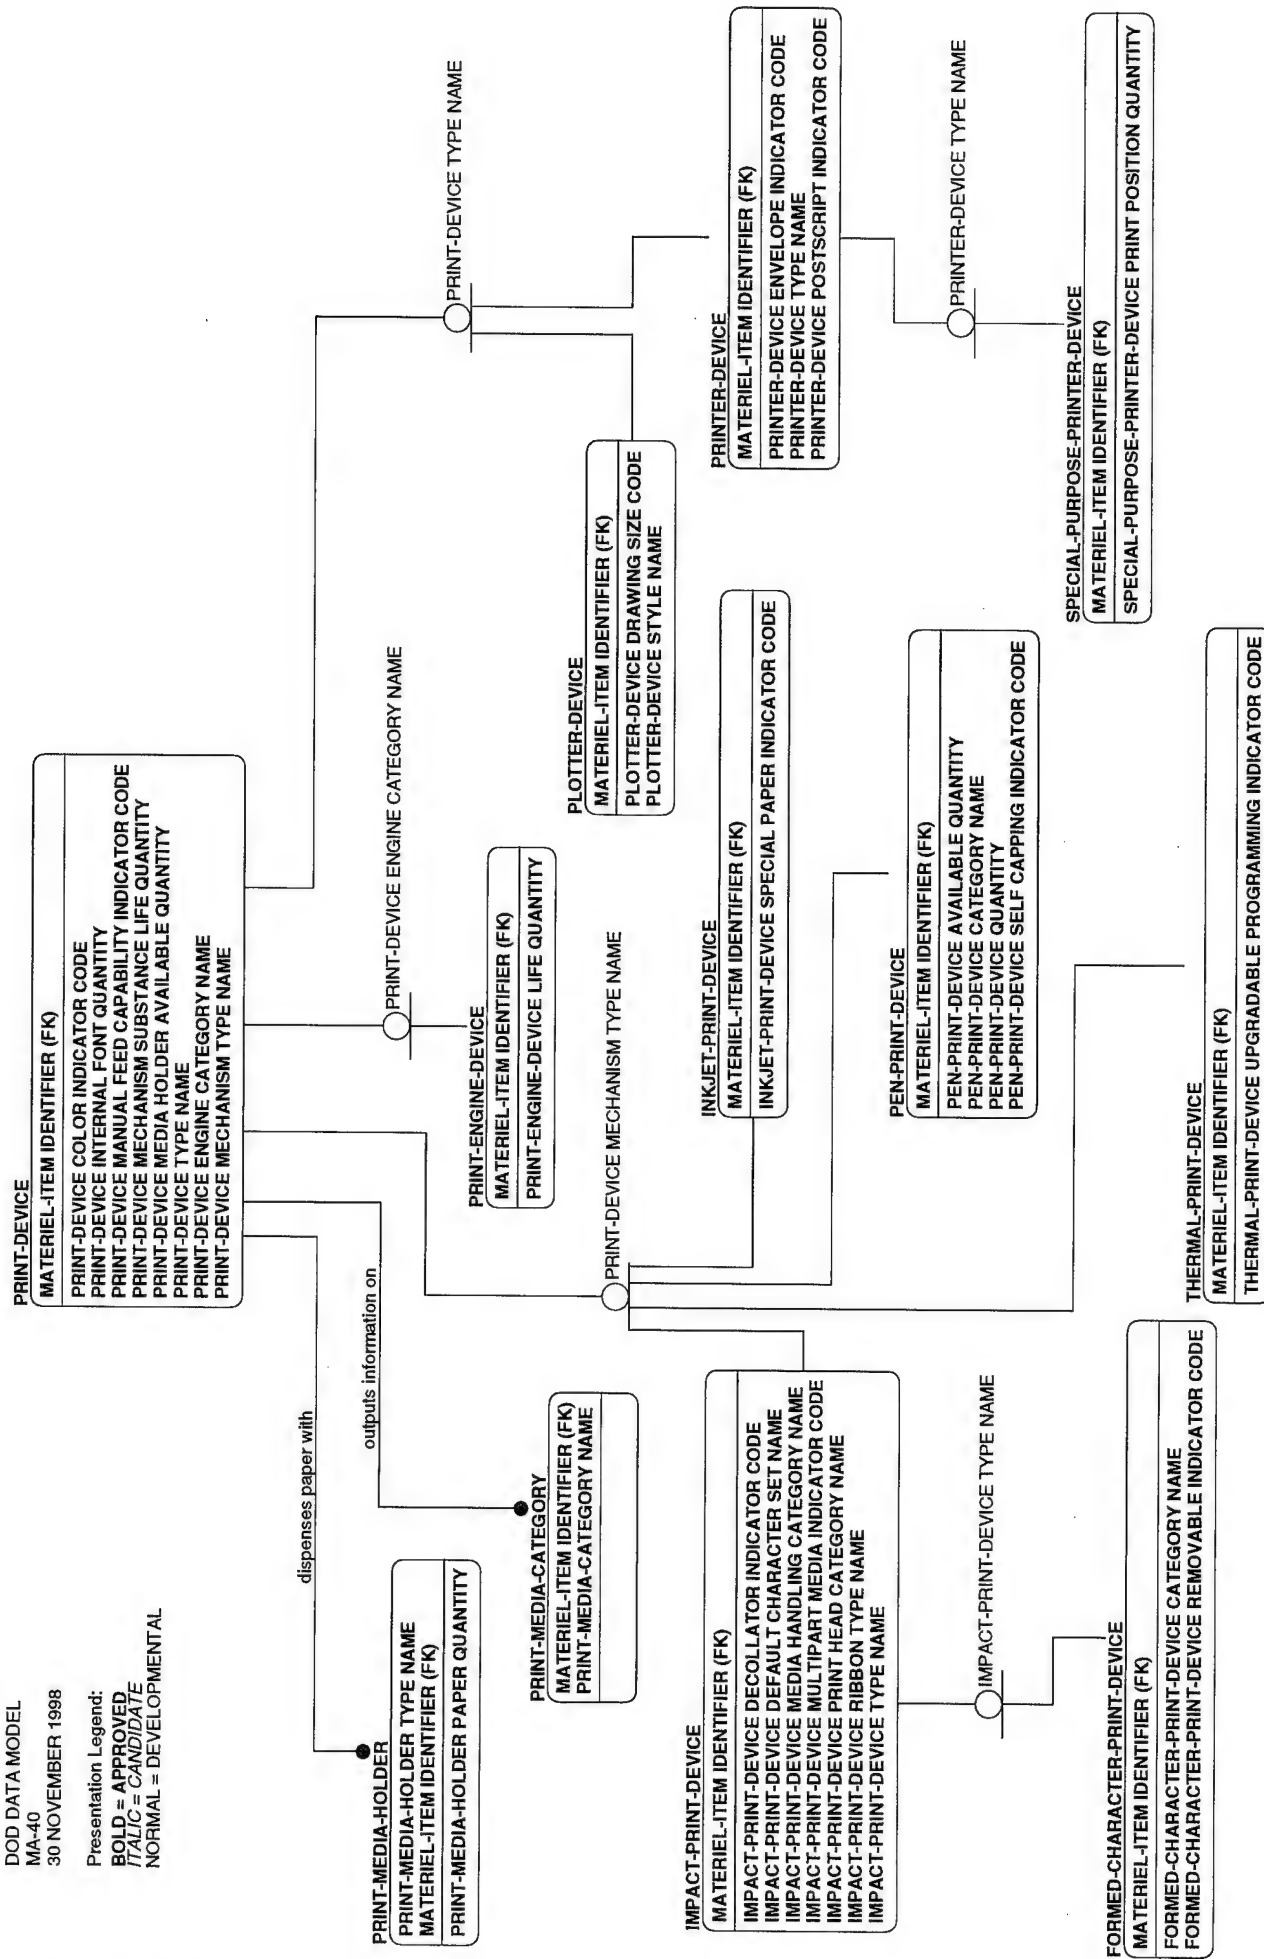 DOD DATA MODEL
MA-40
30 NOVEMBER 1998
Presentation Legend:
BOLD = APPROVED
ITALIC = CANDIDATE
NORMAL = DEVELOPMENTAL
PRINT-DEVICE
MATERIEL-ITEM IDENTIFIER (FK)
PRINT-DEVICE COLOR INDICATOR CODE
PRINT-DEVICE INTERNAL FONT QUANTITY
PRINT-DEVICE MANUAL FEED CAPABILITY INDICATOR CODE
PRINT-DEVICE MECHANISM SUBSTANCE LIFE QUANTITY
PRINT-DEVICE MEDIA HOLDER AVAILABLE QUANTITY
PRINT-DEVICE TYPE NAME
PRINT-DEVICE ENGINE CATEGORY NAME
PRINT-DEVICE MECHANISM TYPE NAME
dispenses paper with
outputs information on
PRINT-MEDIA-HOLDER
PRINT-MEDIA-HOLDER TYPE NAME
MATERIEL-ITEM IDENTIFIER (FK)
PRINT-MEDIA-HOLDER PAPER QUANTITY
PRINT-MEDIA-CATEGORY
MATERIEL-ITEM IDENTIFIER (FK)
PRINT-MEDIA-CATEGORY NAME
PRINT-DEVICE ENGINE CATEGORY NAME
PRINT-ENGINE-DEVICE
MATERIEL-ITEM IDENTIFIER (FK)
PRINT-ENGINE-DEVICE LIFE QUANTITY
PRINT-DEVICE TYPE NAME
PLOTTER-DEVICE
MATERIEL-ITEM IDENTIFIER (FK)
PLOTTER-DEVICE DRAWING SIZE CODE
PLOTTER-DEVICE STYLE NAME
PRINTER-DEVICE
MATERIEL-ITEM IDENTIFIER (FK)
PRINTER-DEVICE ENVELOPE INDICATOR CODE
PRINTER-DEVICE TYPE NAME
PRINTER-DEVICE POSTSCRIPT INDICATOR CODE
PRINTER-DEVICE TYPE NAME
SPECIAL-PURPOSE-PRINTER-DEVICE
MATERIEL-ITEM IDENTIFIER (FK)
SPECIAL-PURPOSE-PRINTER-DEVICE PRINT POSITION QUANTITY
PRINT-DEVICE MECHANISM TYPE NAME
IMPACT-PRINT-DEVICE
MATERIEL-ITEM IDENTIFIER (FK)
IMPACT-PRINT-DEVICE DECOLLATOR INDICATOR CODE
IMPACT-PRINT-DEVICE DEFAULT CHARACTER SET NAME
IMPACT-PRINT-DEVICE MEDIA HANDLING CATEGORY NAME
IMPACT-PRINT-DEVICE MULTIPART MEDIA INDICATOR CODE
IMPACT-PRINT-DEVICE PRINT HEAD CATEGORY NAME
IMPACT-PRINT-DEVICE RIBBON TYPE NAME
IMPACT-PRINT-DEVICE TYPE NAME
INKJET-PRINT-DEVICE
MATERIEL-ITEM IDENTIFIER (FK)
INKJET-PRINT-DEVICE SPECIAL PAPER INDICATOR CODE
PEN-PRINT-DEVICE
MATERIEL-ITEM IDENTIFIER (FK)
PEN-PRINT-DEVICE AVAILABLE QUANTITY
PEN-PRINT-DEVICE CATEGORY NAME
PEN-PRINT-DEVICE QUANTITY
PEN-PRINT-DEVICE SELF CAPPING INDICATOR CODE
IMPACT-PRINT-DEVICE TYPE NAME
FORMED-CHARACTER-PRINT-DEVICE
MATERIEL-ITEM IDENTIFIER (FK)
FORMED-CHARACTER-PRINT-DEVICE CATEGORY NAME
FORMED-CHARACTER-PRINT-DEVICE REMOVABLE INDICATOR CODE
THERMAL-PRINT-DEVICE
MATERIEL-ITEM IDENTIFIER (FK)
THERMAL-PRINT-DEVICE UPGRADABLE PROGRAMMING INDICATOR CODE